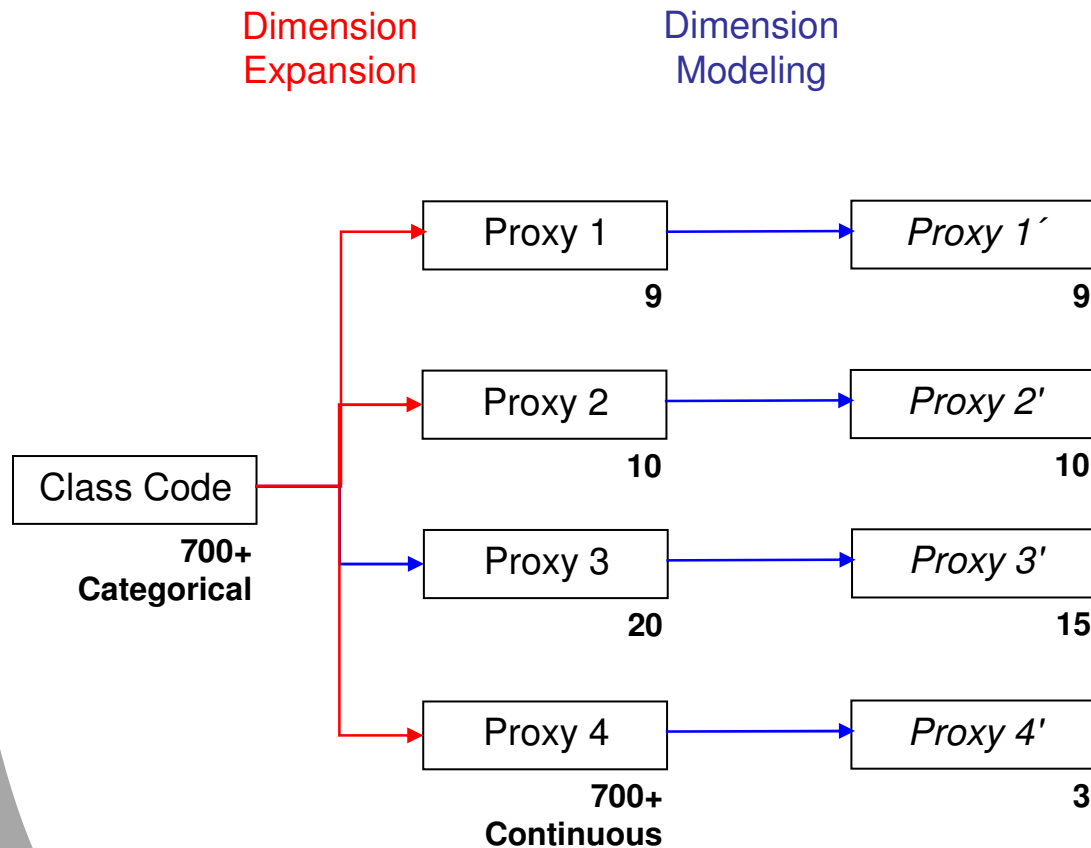 Dimension
Expansion
Dimension
Modeling
Proxy 1
Proxy 1´
9
9
Proxy 2
Proxy 2'
10
10
Class Code
700+
Categorical
Proxy 3
Proxy 3'
20
15
Proxy 4
Proxy 4'
700+
Continuous
3